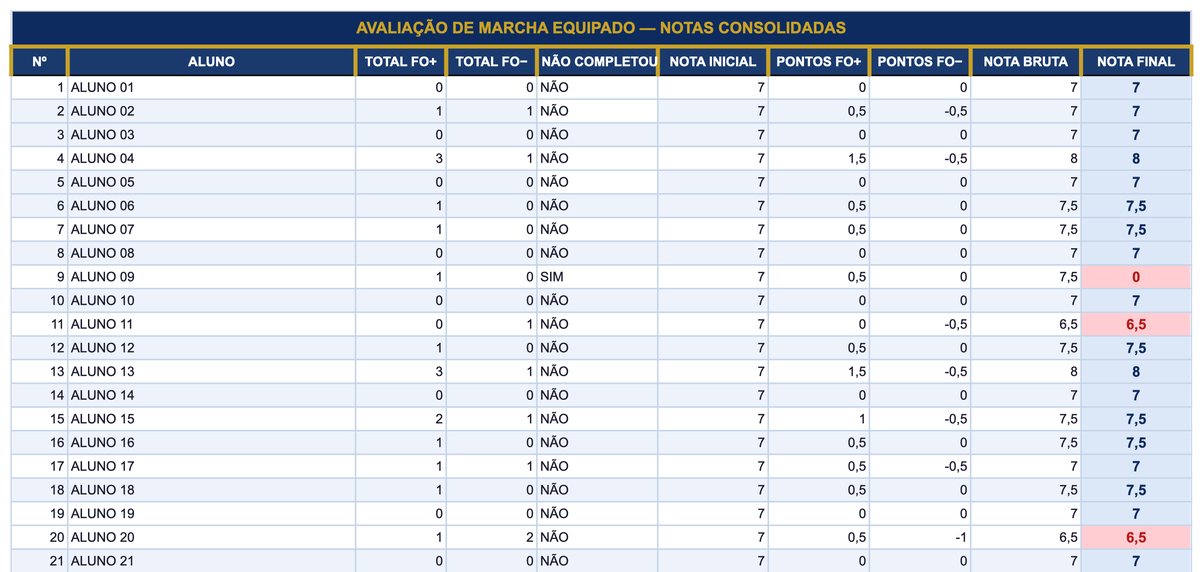 AVALIAÇÃO DE MARCHA EQUIPADO — NOTAS CONSOLIDADAS
Nº ALUNO TOTAL FO+ TOTAL FO− NÃO COMPLETOU NOTA INICIAL PONTOS FO+ PONTOS FO− NOTA BRUTA NOTA FINAL
1 ALUNO 01 0 0 NÃO 7 0 0 7 7
2 ALUNO 02 1 1 NÃO 7 0,5 -0,5 7 7
3 ALUNO 03 0 0 NÃO 7 0 0 7 7
4 ALUNO 04 3 1 NÃO 7 1,5 -0,5 8 8
5 ALUNO 05 0 0 NÃO 7 0 0 7 7
6 ALUNO 06 1 0 NÃO 7 0,5 0 7,5 7,5
7 ALUNO 07 1 0 NÃO 7 0,5 0 7,5 7,5
8 ALUNO 08 0 0 NÃO 7 0 0 7 7
9 ALUNO 09 1 0 SIM 7 0,5 0 7,5 0
10 ALUNO 10 0 0 NÃO 7 0 0 7 7
11 ALUNO 11 0 1 NÃO 7 0 -0,5 6,5 6,5
12 ALUNO 12 1 0 NÃO 7 0,5 0 7,5 7,5
13 ALUNO 13 3 1 NÃO 7 1,5 -0,5 8 8
14 ALUNO 14 0 0 NÃO 7 0 0 7 7
15 ALUNO 15 2 1 NÃO 7 1 -0,5 7,5 7,5
16 ALUNO 16 1 0 NÃO 7 0,5 0 7,5 7,5
17 ALUNO 17 1 1 NÃO 7 0,5 -0,5 7 7
18 ALUNO 18 1 0 NÃO 7 0,5 0 7,5 7,5
19 ALUNO 19 0 0 NÃO 7 0 0 7 7
20 ALUNO 20 1 2 NÃO 7 0,5 -1 6,5 6,5
21 ALUNO 21 0 0 NÃO 7 0 0 7 7